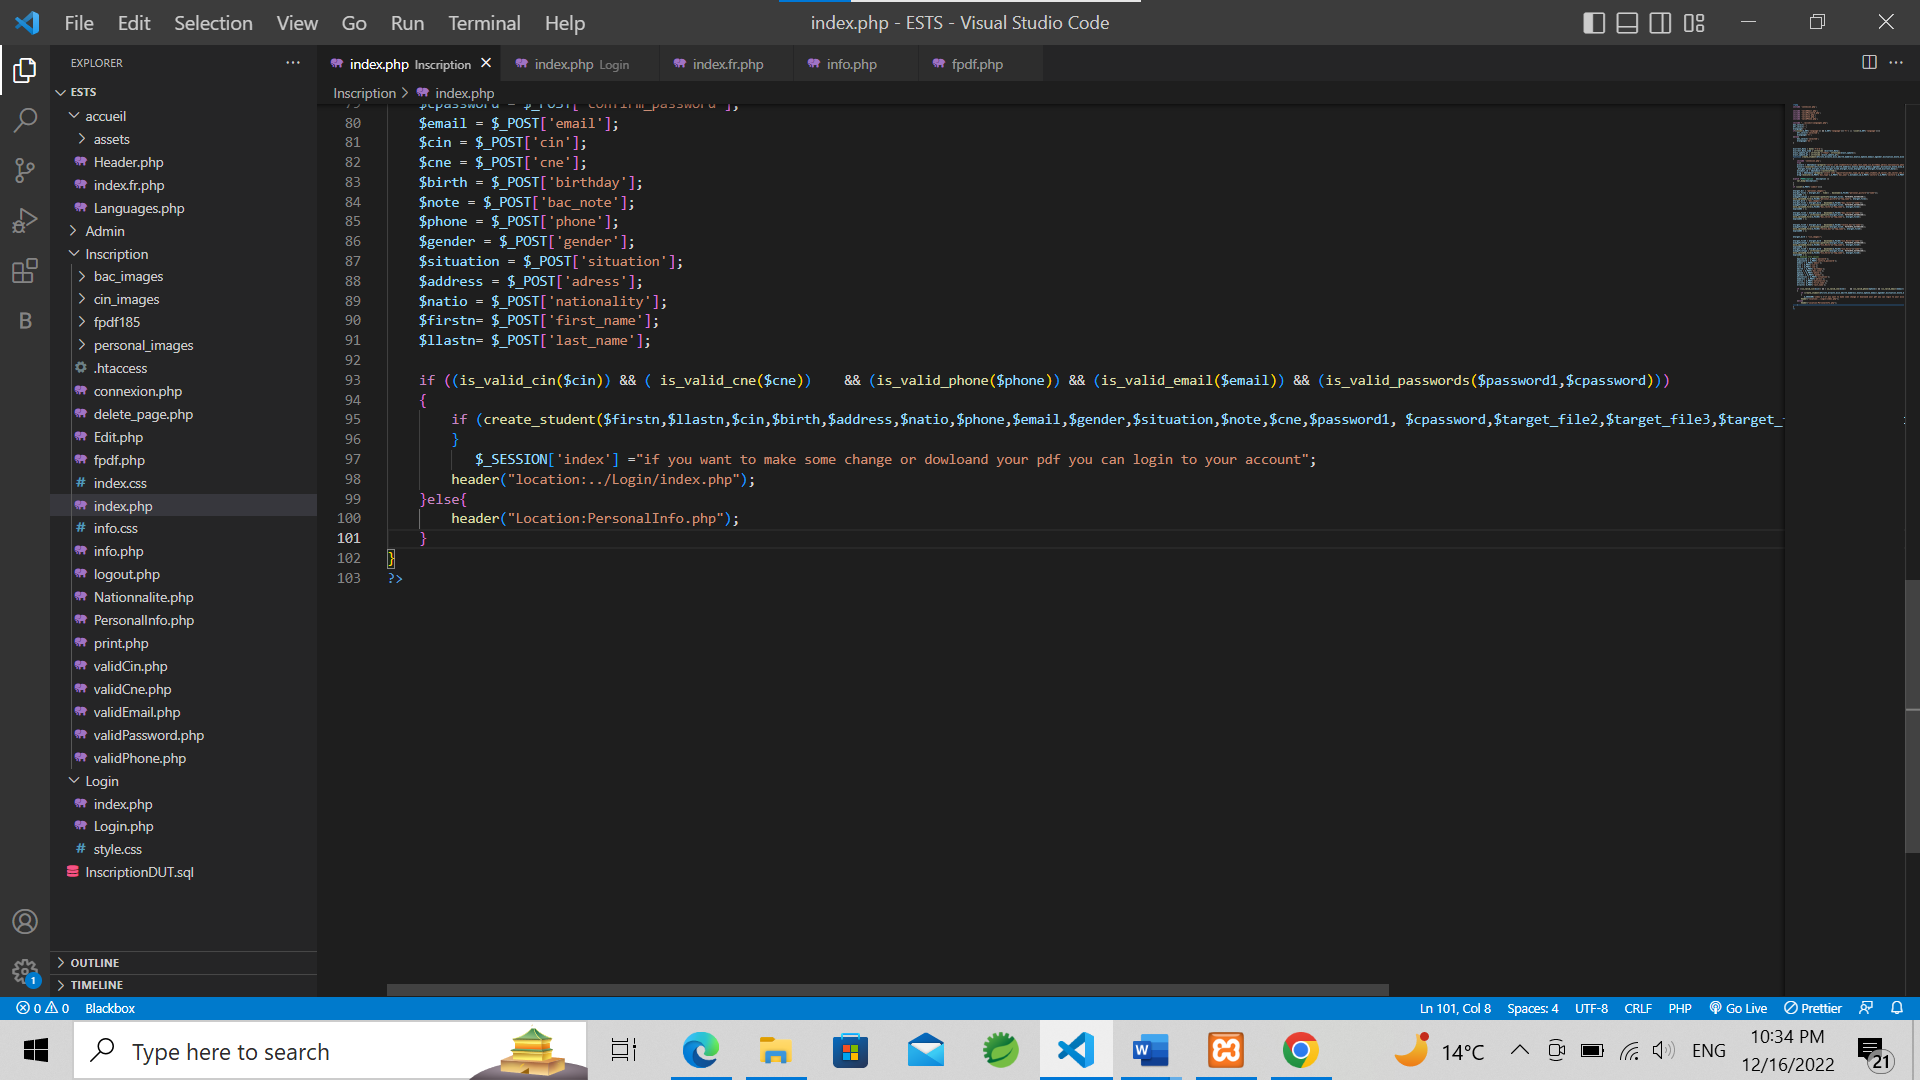 File Edit Selection View Go Run Terminal Help
index.php - ESTS - Visual Studio Code
EXPLORER
ESTS
accueil
assets
Header.php
index.fr.php
Languages.php
Admin
Inscription
bac_images
cin_images
fpdf185
personal_images
.htaccess
connexion.php
delete_page.php
Edit.php
fpdf.php
index.css
index.php
info.css
info.php
logout.php
Nationnalite.php
PersonalInfo.php
print.php
validCin.php
validCne.php
validEmail.php
validPassword.php
validPhone.php
Login
index.php
Login.php
style.css
InscriptionDUT.sql
OUTLINE
TIMELINE
index.php Inscription
index.php Login
index.fr.php
info.php
fpdf.php
Inscription > index.php
79 $cpassword = $_POST['confirm_password'];
80 $email = $_POST['email'];
81 $cin = $_POST['cin'];
82 $cne = $_POST['cne'];
83 $birth = $_POST['birthday'];
84 $note = $_POST['bac_note'];
85 $phone = $_POST['phone'];
86 $gender = $_POST['gender'];
87 $situation = $_POST['situation'];
88 $address = $_POST['adress'];
89 $natio = $_POST['nationality'];
90 $firstn= $_POST['first_name'];
91 $llastn= $_POST['last_name'];
92
93 if ((is_valid_cin($cin)) && ( is_valid_cne($cne))    && (is_valid_phone($phone)) && (is_valid_email($email)) && (is_valid_passwords($password1,$cpassword)))
94 {
95 if (create_student($firstn,$llastn,$cin,$birth,$address,$natio,$phone,$email,$gender,$situation,$note,$cne,$password1, $cpassword,$target_file2,$target_file3,$target_
96 }
97 $_SESSION['index'] ="if you want to make some change or dowloand your pdf you can login to your account";
98 header("location:../Login/index.php");
99 }else{
100 header("Location:PersonalInfo.php");
101 }
102 }
103 ?>
B
1
0 0 Blackbox
Ln 101, Col 8 Spaces: 4 UTF-8 CRLF PHP Go Live Prettier
Type here to search
W
14°C
ENG
10:34 PM
12/16/2022
21